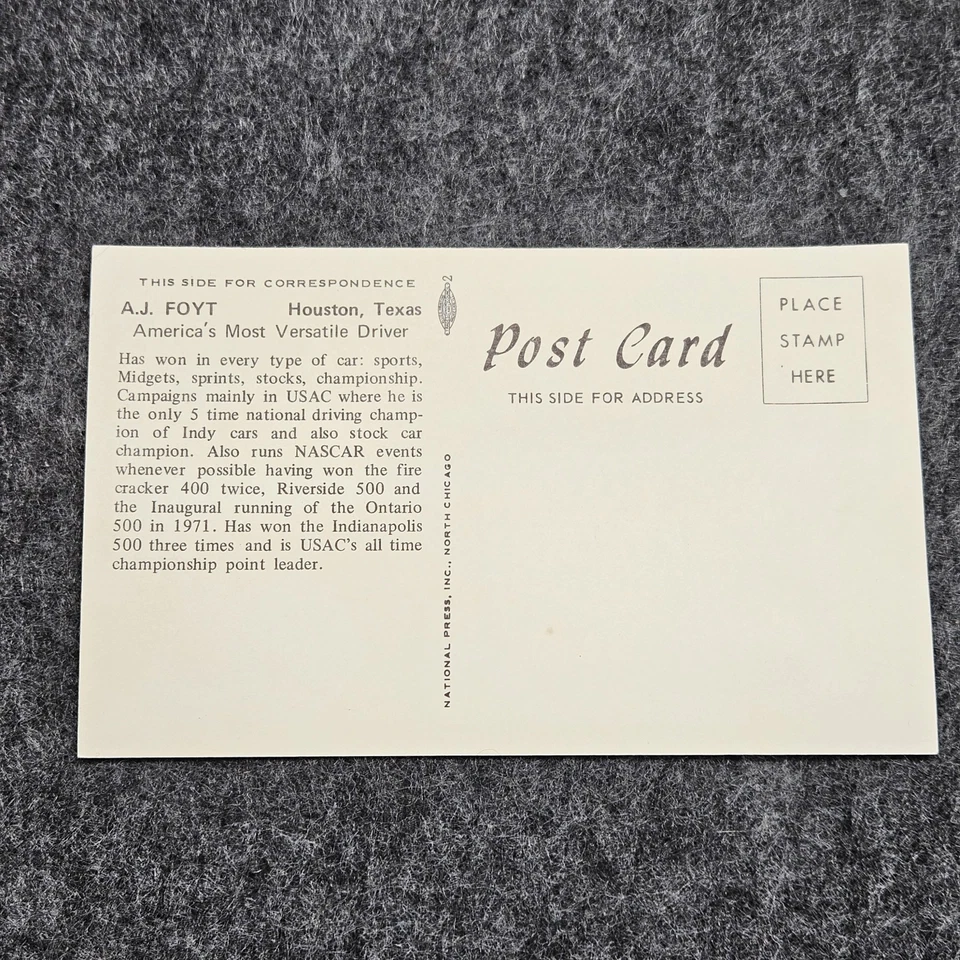 THIS SIDE FOR CORRESPONDENCE
A.J. FOYT Houston, Texas
America's Most Versatile Driver
Has won in every type of car: sports,
Midgets, sprints, stocks, championship.
Campaigns mainly in USAC where he is
the only 5 time national driving champ-
ion of Indy cars and also stock car
champion. Also runs NASCAR events
whenever possible having won the fire
cracker 400 twice, Riverside 500 and
the Inaugural running of the Ontario
500 in 1971. Has won the Indianapolis
500 three times and is USAC's all time
championship point leader.
2
NATIONAL PRESS, INC., NORTH CHICAGO
Post Card
THIS SIDE FOR ADDRESS
PLACE
STAMP
HERE